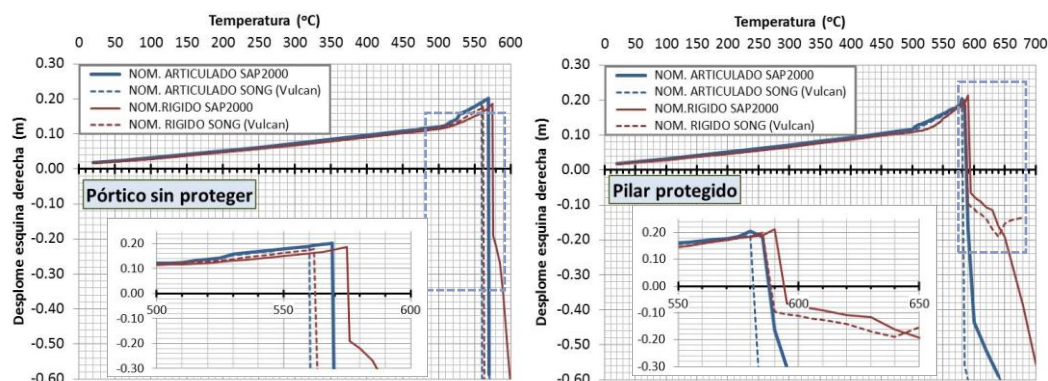 Temperatura (ºC)
0 50 100 150 200 250 300 350 400 450 500 550 600
Desplome esquina derecha (m)
0.30
0.20
0.10
0.00
-0.10
-0.20
-0.30
-0.40
-0.50
-0.60
NOM. ARTICULADO SAP2000
NOM. ARTICULADO SONG (Vulcan)
NOM.RIGIDO SAP2000
NOM. RIGIDO SONG (Vulcan)
Pórtico sin proteger
0.20
0.10
0.00
-0.10
-0.20
-0.30
500 550 600
Temperatura (ºC)
0 50 100 150 200 250 300 350 400 450 500 550 600 650 700
Desplome esquina derecha (m)
0.30
0.20
0.10
0.00
-0.10
-0.20
-0.30
-0.40
-0.50
-0.60
NOM. ARTICULADO SAP2000
NOM. ARTICULADO SONG (Vulcan)
NOM.RIGIDO SAP2000
NOM. RIGIDO SONG (Vulcan)
Pilar protegido
0.20
0.10
0.00
-0.10
-0.20
-0.30
550 600 650